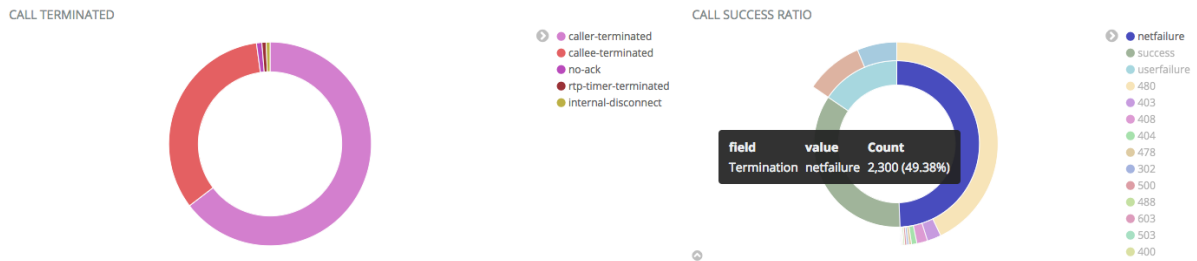 CALL TERMINATED
caller-terminated
callee-terminated
no-ack
rtp-timer-terminated
internal-disconnect
CALL SUCCESS RATIO
netfailure
success
userfailure
480
403
408
404
478
302
500
488
603
503
400
field value Count
Termination netfailure 2,300 (49.38%)